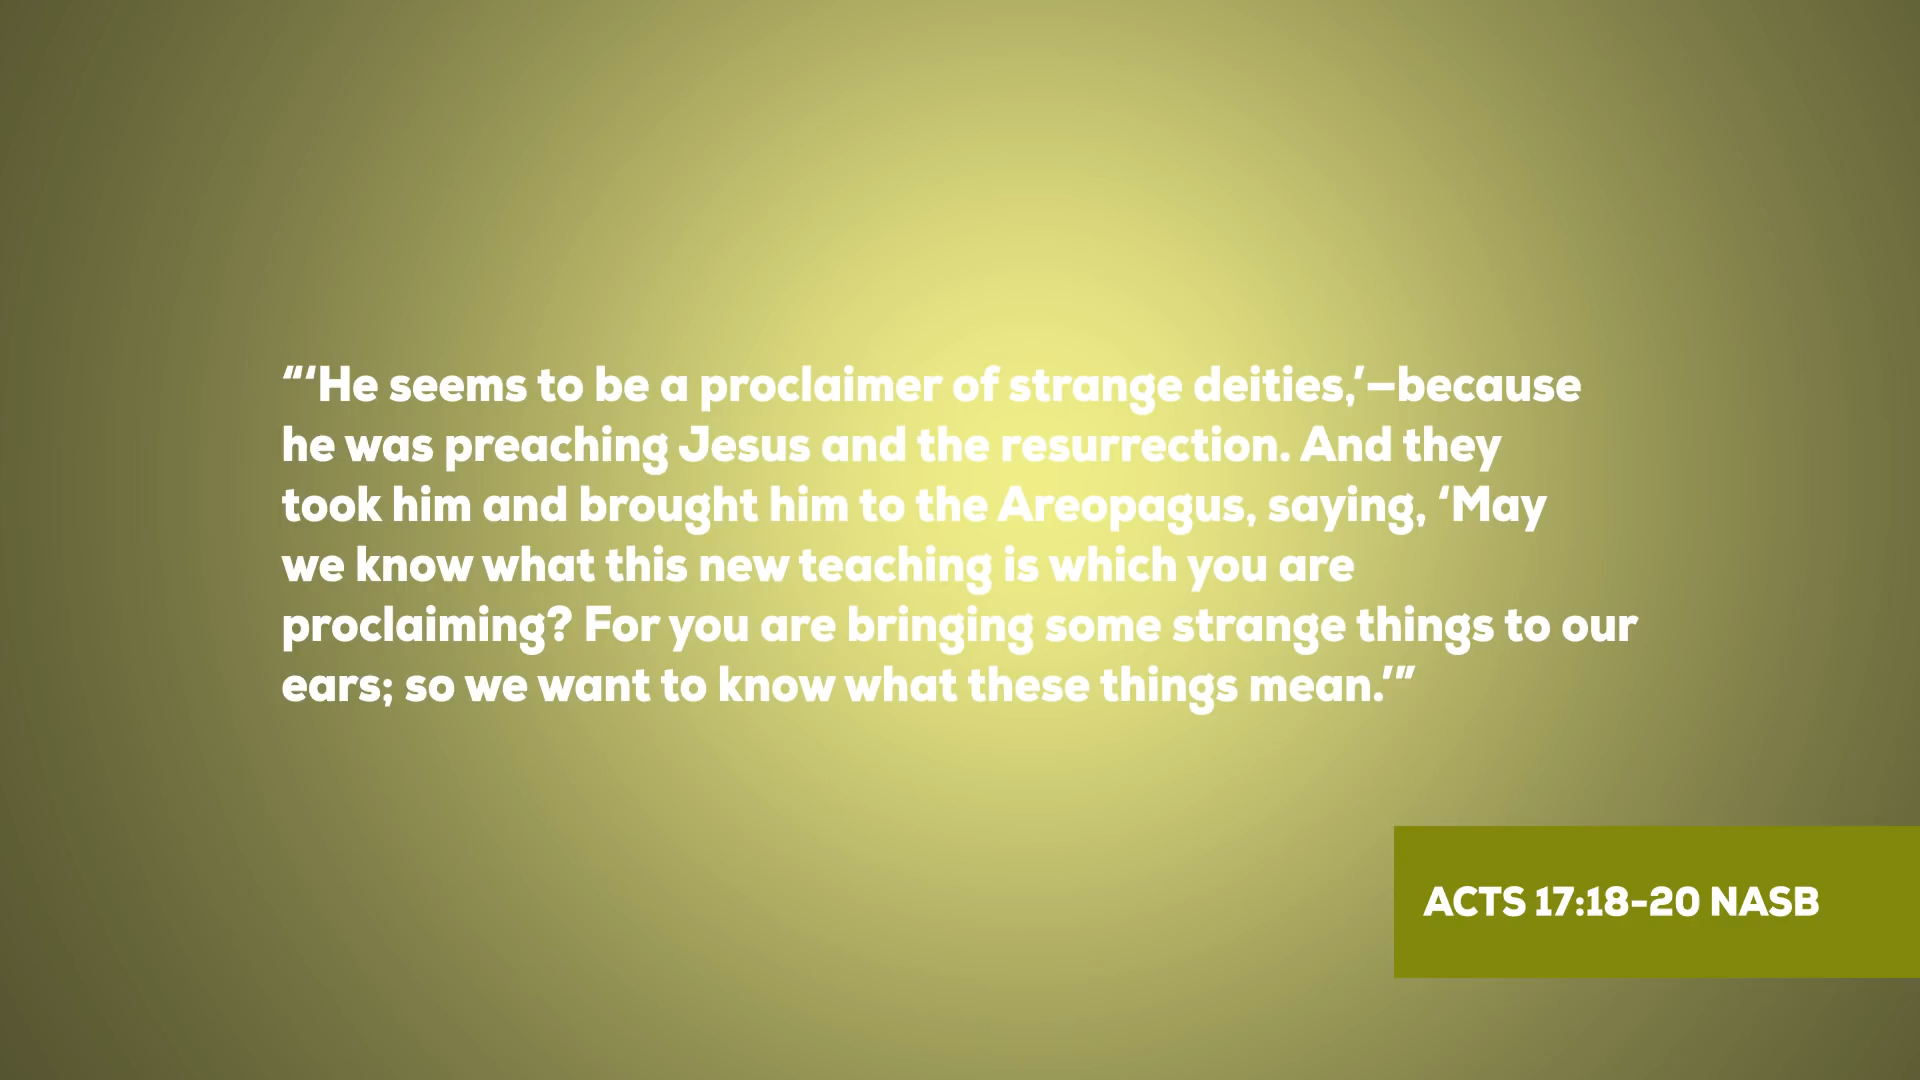 “‘He seems to be a proclaimer of strange deities,’—because
he was preaching Jesus and the resurrection. And they
took him and brought him to the Areopagus, saying, ‘May
we know what this new teaching is which you are
proclaiming? For you are bringing some strange things to our
ears; so we want to know what these things mean.’”
ACTS 17:18-20 NASB